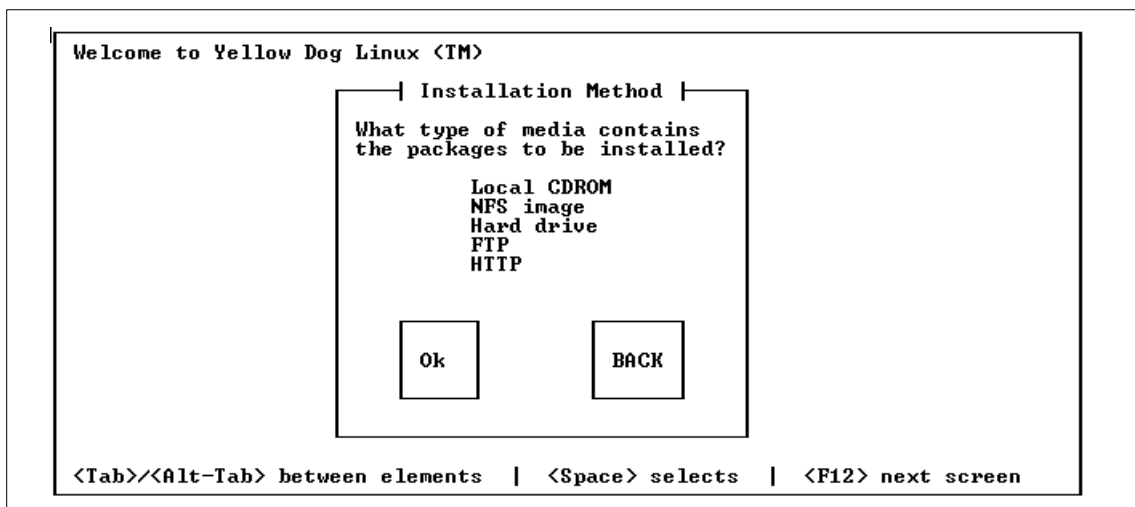 Welcome to Yellow Dog Linux <TM>
Installation Method
What type of media contains
the packages to be installed?
Local CDROM
NFS image
Hard drive
FTP
HTTP
Ok
BACK
<Tab>/<Alt-Tab> between elements | <Space> selects | <F12> next screen